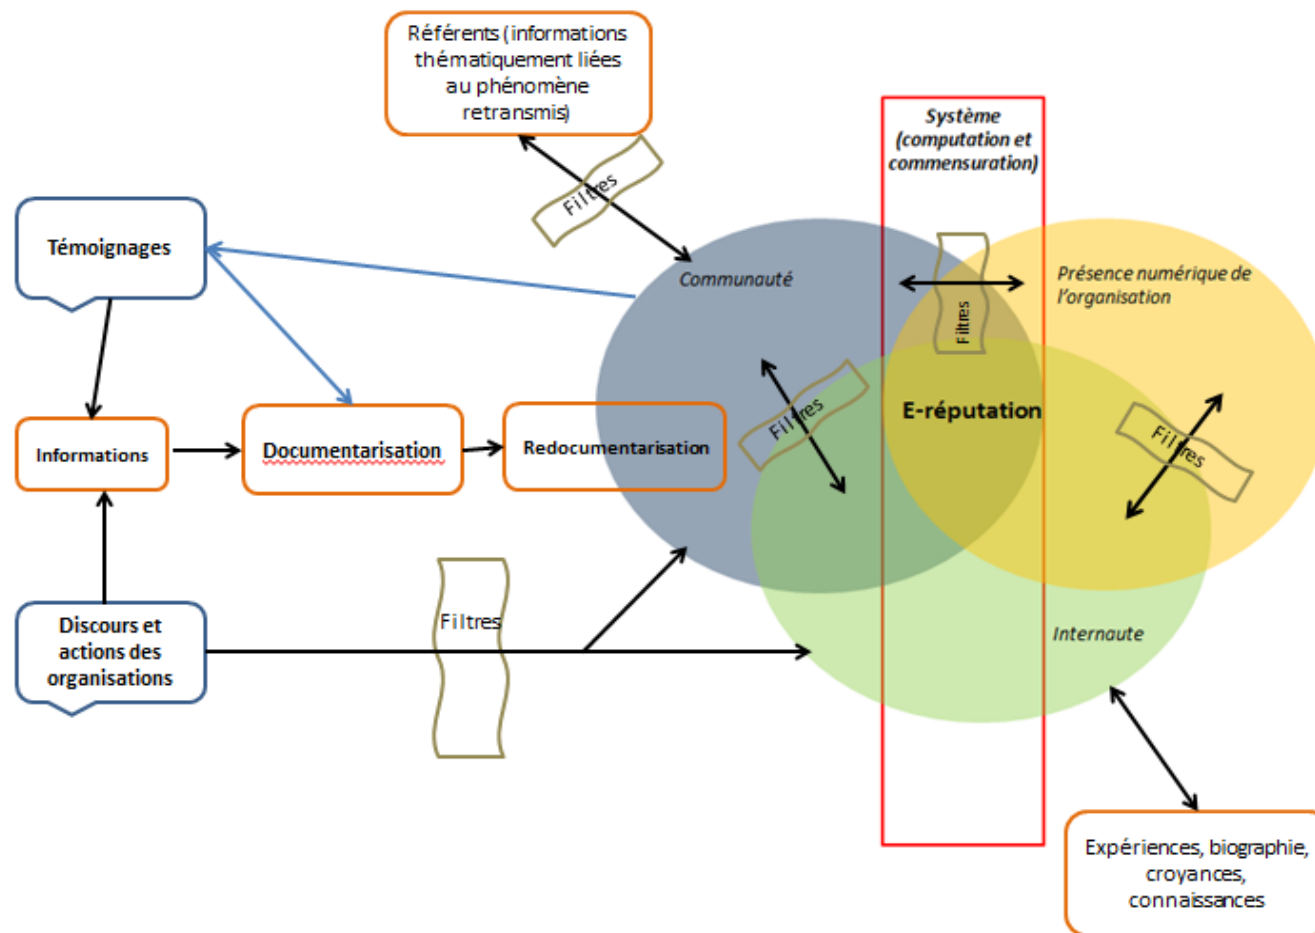 Référents (informations
thématiquement liées
au phénomène
retransmis)
Système
(computation et
commensuration)
Filtres
Témoignages
Communauté
Présence numérique de
l'organisation
Filtres
Filtres
E-réputation
Filtres
Informations
Documentarisation
Redocumentarisation
Discours et
actions des
organisations
Filtres
Internaute
Expériences, biographie,
croyances,
connaissances